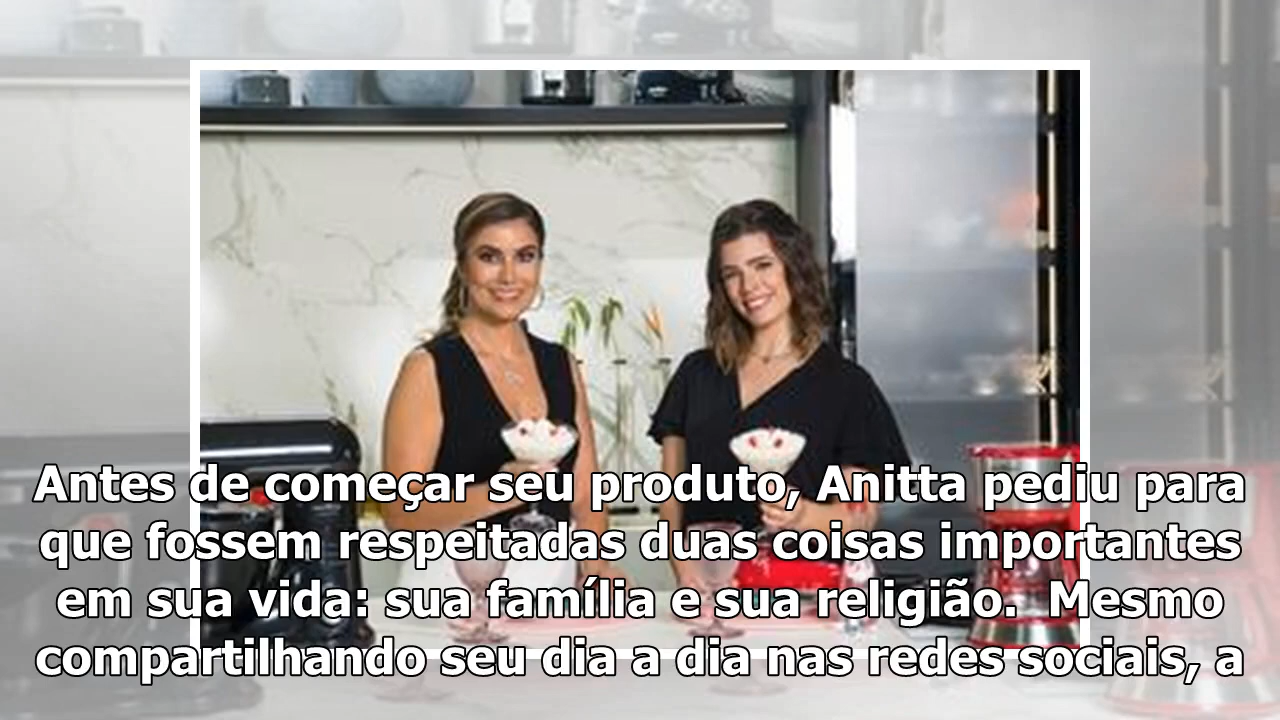 Antes de começar seu produto, Anitta pediu para
que fossem respeitadas duas coisas importantes
em sua vida: sua família e sua religião.  Mesmo
compartilhando seu dia a dia nas redes sociais, a